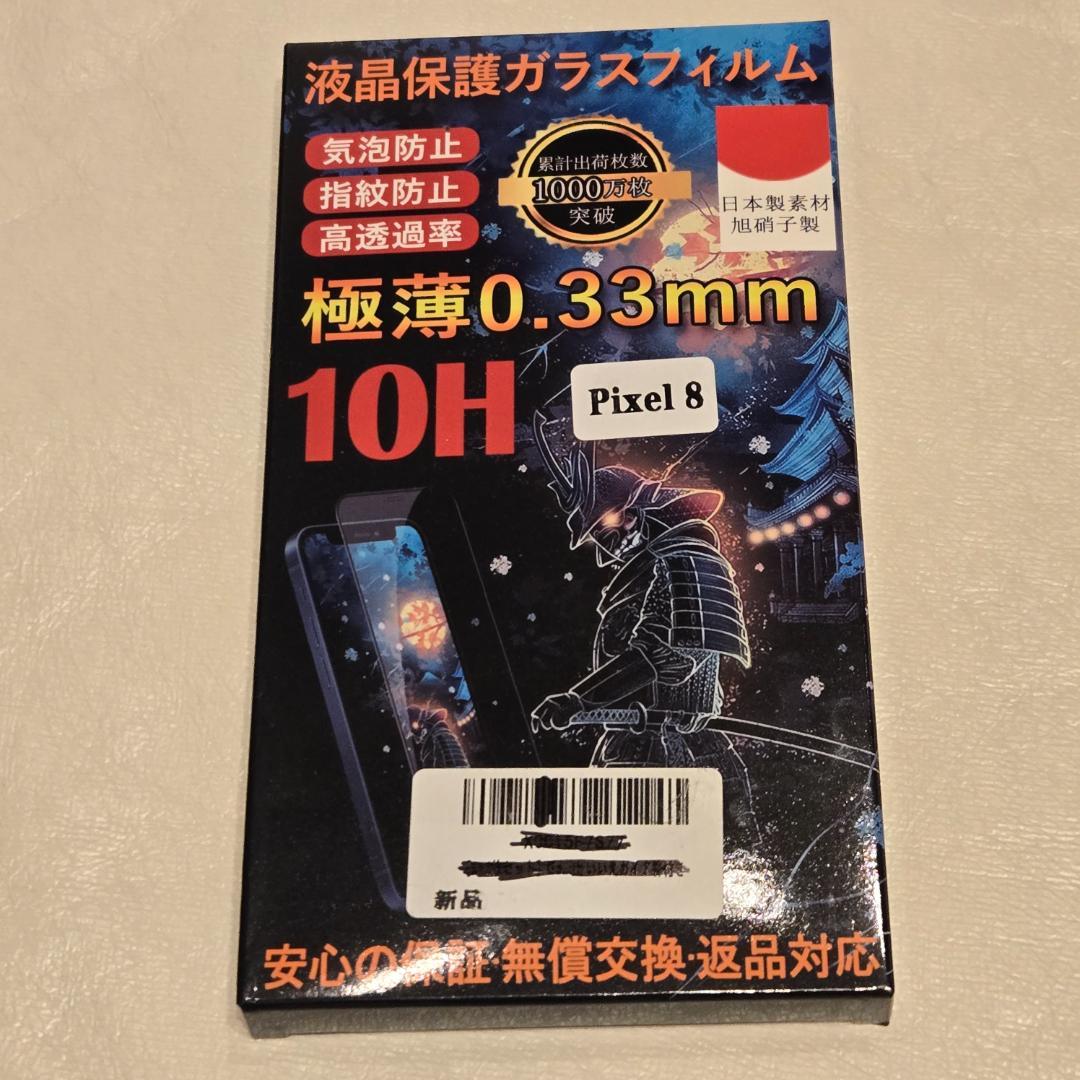 液晶保護ガラスフィルム
気泡防止
指紋防止
高透過率
累計出荷枚数
1000万枚
突破
日本製素材
旭硝子製
極薄0.33mm
10H
Pixel 8
新品
安心の保証·無償交換·返品対応